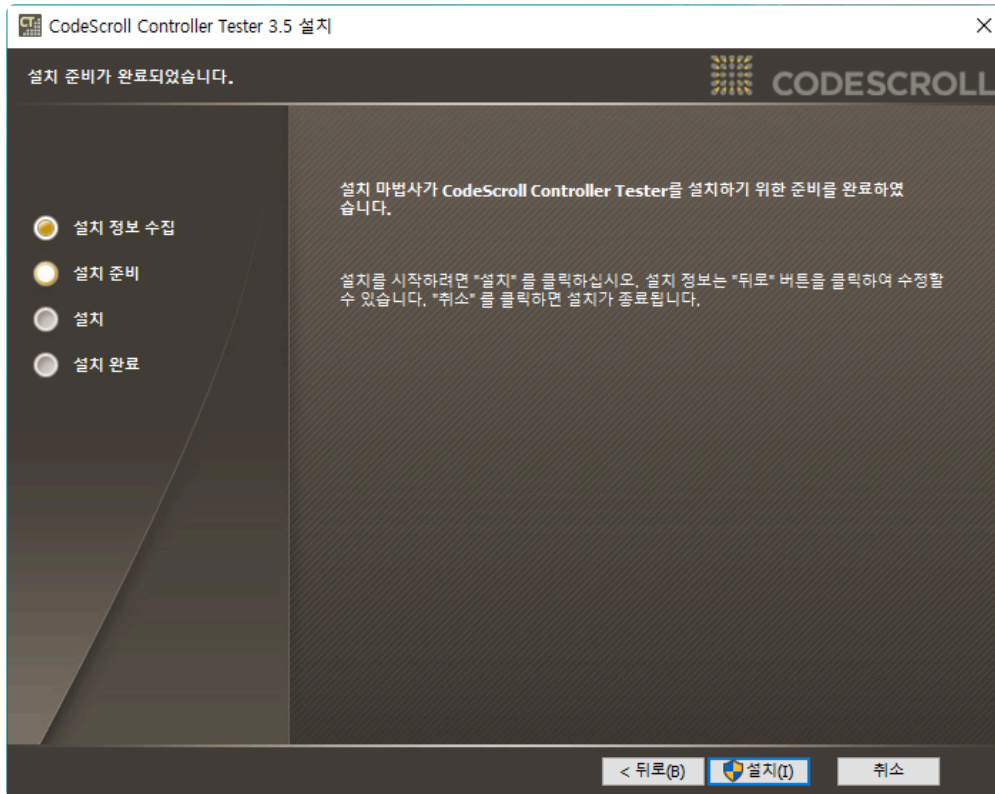 CT
CodeScroll Controller Tester 3.5 설치
설치 준비가 완료되었습니다.
CODESCROLL
설치 정보 수집
설치 준비
설치
설치 완료
설치 마법사가 CodeScroll Controller Tester를 설치하기 위한 준비를 완료하였
습니다.
설치를 시작하려면 "설치" 를 클릭하십시오. 설치 정보는 "뒤로" 버튼을 클릭하여 수정할
수 있습니다. "취소" 를 클릭하면 설치가 종료됩니다.
< 뒤로(B)
설치(I)
취소